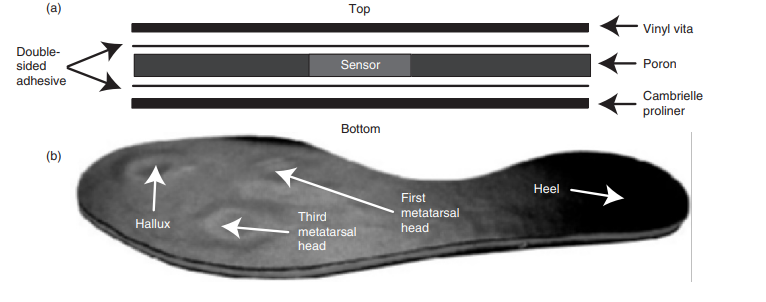 (a)
Top
Vinyl vita
Double-
sided
adhesive
Sensor
Poron
Cambrielle
proliner
Bottom
(b)
Hallux
Third
metatarsal
head
First
metatarsal
head
Heel